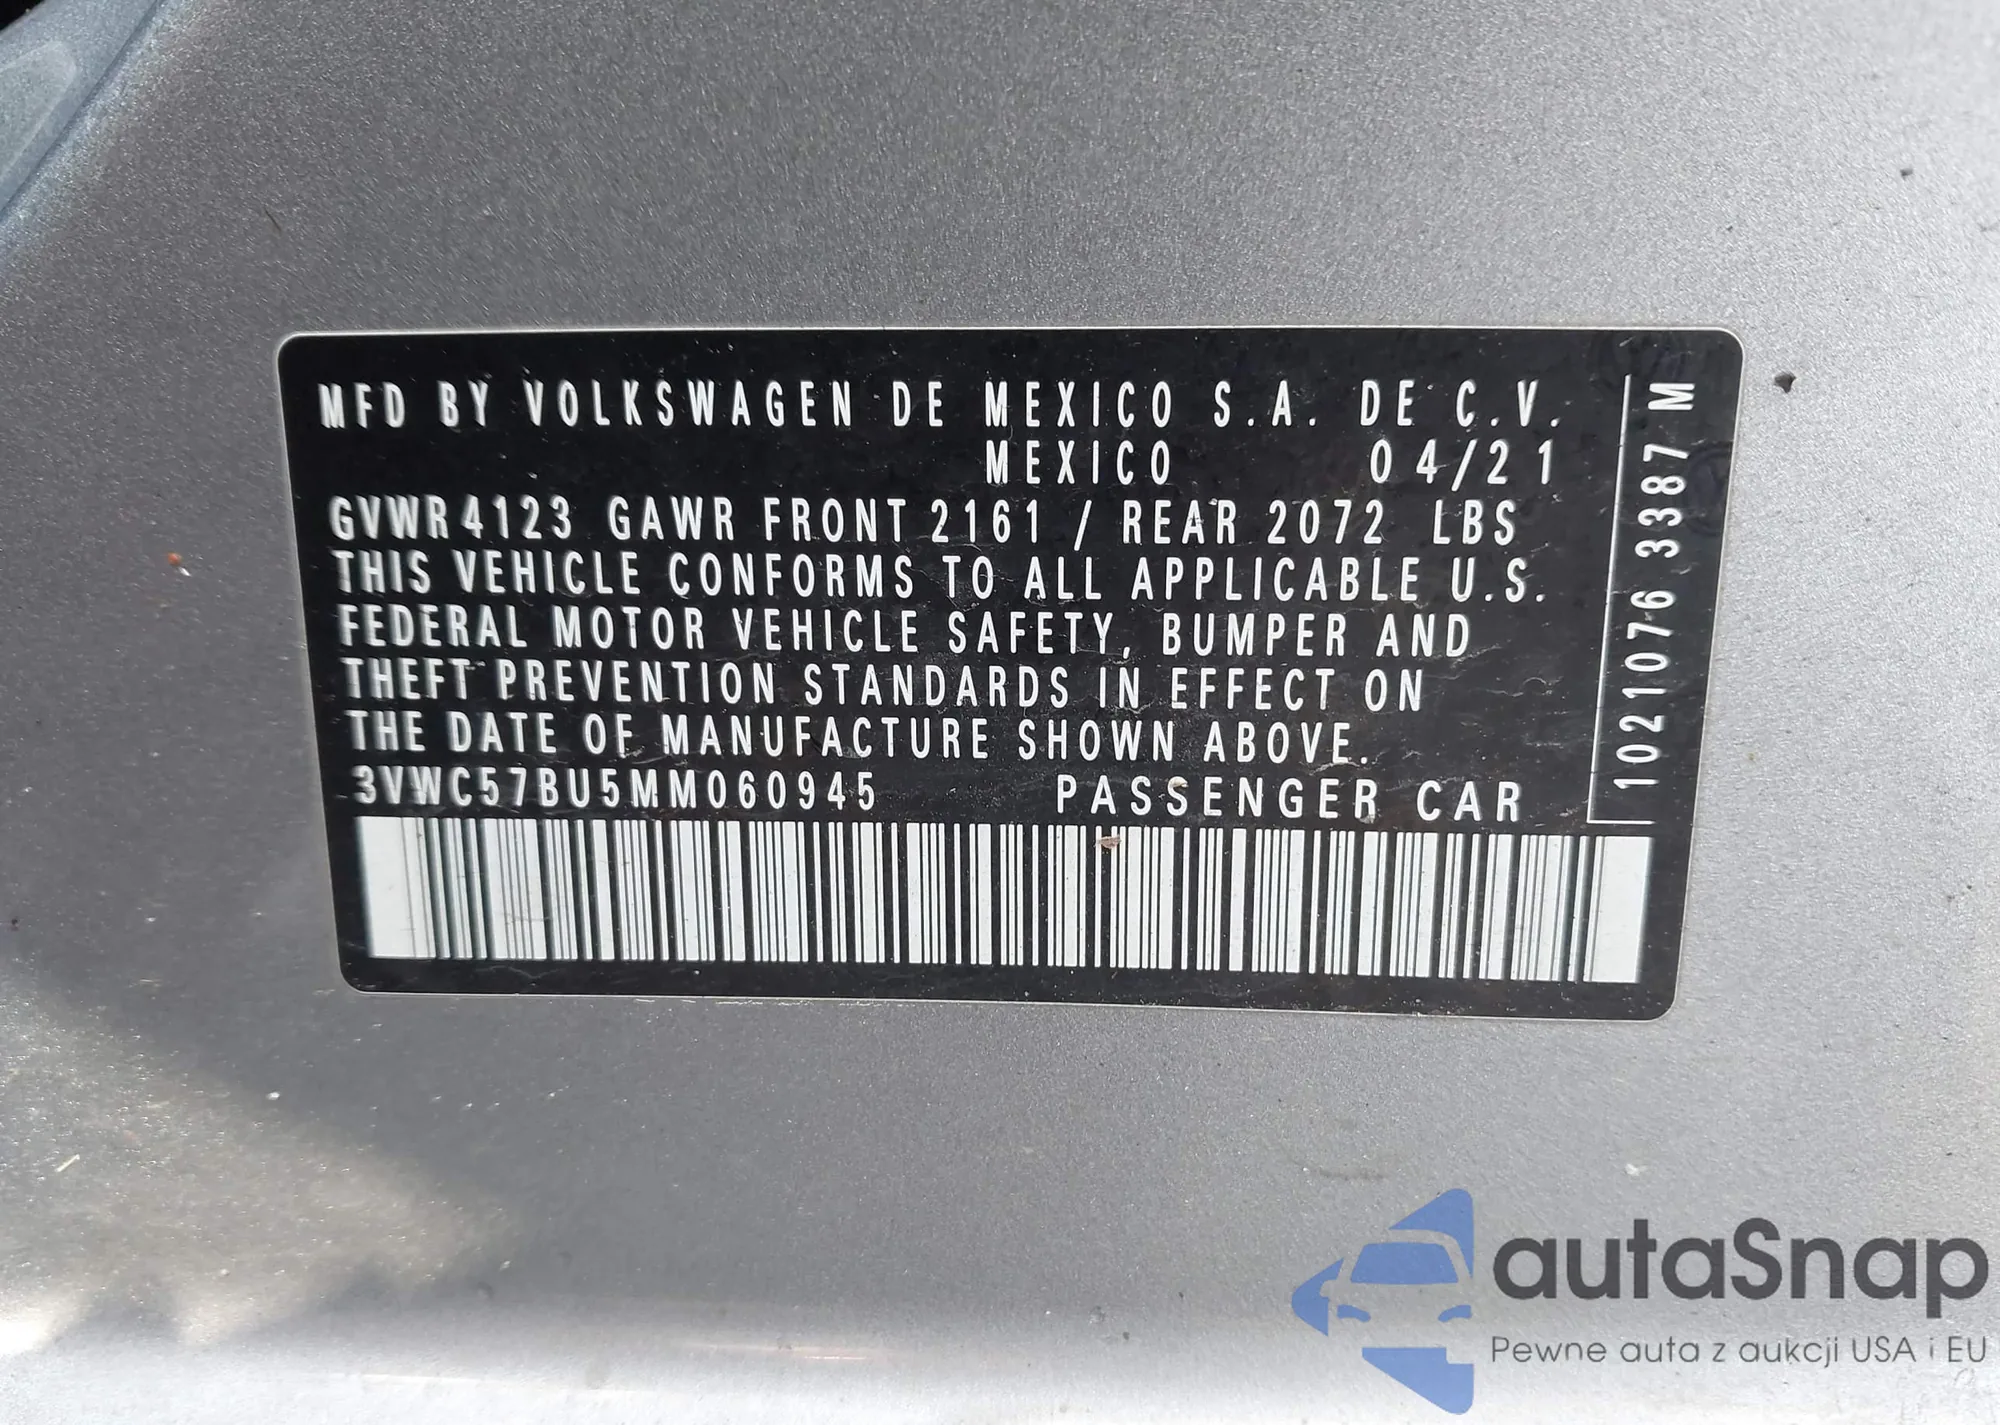 MFD BY VOLKSWAGEN DE MEXICO S.A. DE C.V.
MEXICO 04/21
GVWR 4123 GAWR FRONT 2161 / REAR 2072 LBS
THIS VEHICLE CONFORMS TO ALL APPLICABLE U.S.
FEDERAL MOTOR VEHICLE SAFETY, BUMPER AND
THEFT PREVENTION STANDARDS IN EFFECT ON
THE DATE OF MANUFACTURE SHOWN ABOVE.
3VWC57BU5MM060945 PASSENGER CAR
1021076 3387 M
autaSnap
Pewne auta z aukcji USA i EU